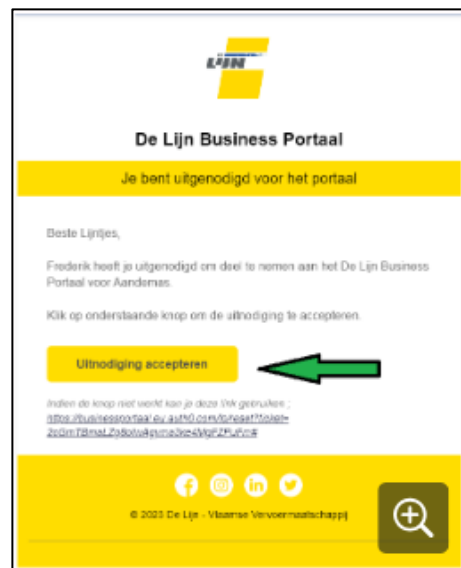 LIJN
De Lijn Business Portaal
Je bent uitgenodigd voor het portaal
Beste Lijntjes,
Frederik heeft je uitgenodigd om deel te nemen aan het De Lijn Business
Portaal voor Aandemas.
Klik op onderstaande knop om de uitnodiging te accepteren.
Uitnodiging accepteren
Indien de knop niet werkt kan je deze link gebruiken ;
© 2023 De Lijn - Vlaamse Vervoermaatschappij